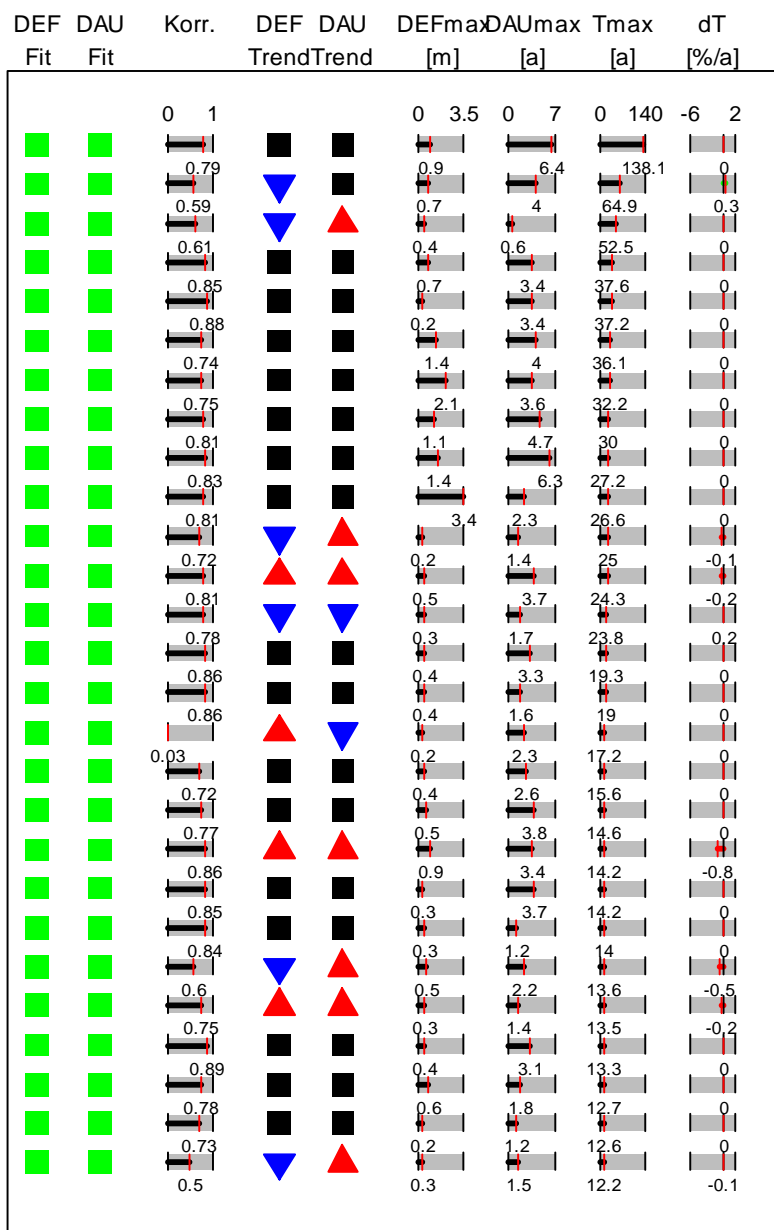 DEF DAU Korr. DEF DAU DEFmax DAUmax Tmax dT
Fit Fit Trend Trend [m] [a] [a] [%/a]
0 1 0 3.5 0 7 0 140 -6 2
0.79 0.9 6.4 138.1 0
0.59 0.7 4 64.9 0.3
0.61 0.4 0.6 52.5 0
0.85 0.7 3.4 37.6 0
0.88 0.2 3.4 37.2 0
0.74 1.4 4 36.1 0
0.75 2.1 3.6 32.2 0
0.81 1.1 4.7 30 0
0.83 1.4 6.3 27.2 0
0.81 3.4 2.3 26.6 0
0.72 0.2 1.4 25 -0.1
0.81 0.5 3.7 24.3 -0.2
0.78 0.3 1.7 23.8 0.2
0.86 0.4 3.3 19.3 0
0.86 0.4 1.6 19 0
0.03 0.2 2.3 17.2 0
0.72 0.4 2.6 15.6 0
0.77 0.5 3.8 14.6 0
0.86 0.9 3.4 14.2 -0.8
0.85 0.3 3.7 14.2 0
0.84 0.3 1.2 14 0
0.6 0.5 2.2 13.6 -0.5
0.75 0.3 1.4 13.5 -0.2
0.89 0.4 3.1 13.3 0
0.78 0.6 1.8 12.7 0
0.73 0.2 1.2 12.6 0
0.5 0.3 1.5 12.2 -0.1